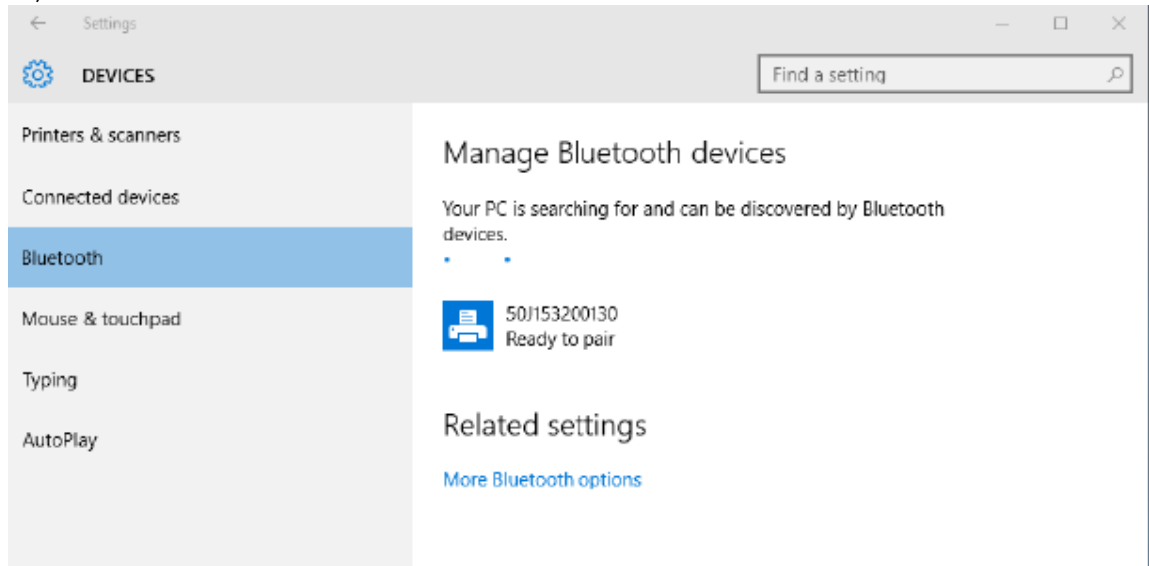 Settings
DEVICES
Find a setting
Printers & scanners
Connected devices
Bluetooth
Mouse & touchpad
Typing
AutoPlay
Manage Bluetooth devices
Your PC is searching for and can be discovered by Bluetooth
devices.
50J153200130
Ready to pair
Related settings
More Bluetooth options